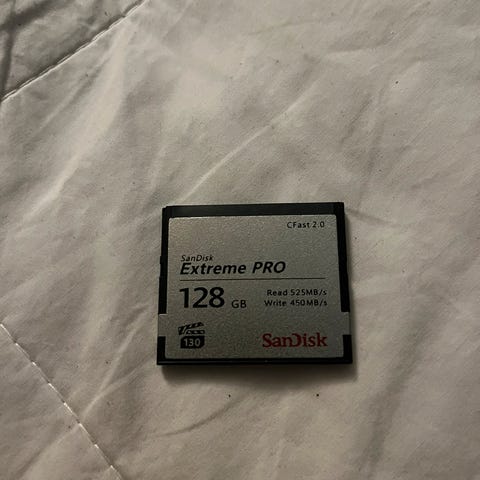 CFast 2.0
SanDisk
Extreme PRO
128 GB
Read 525MB/s
Write 450MB/s
130
SanDisk